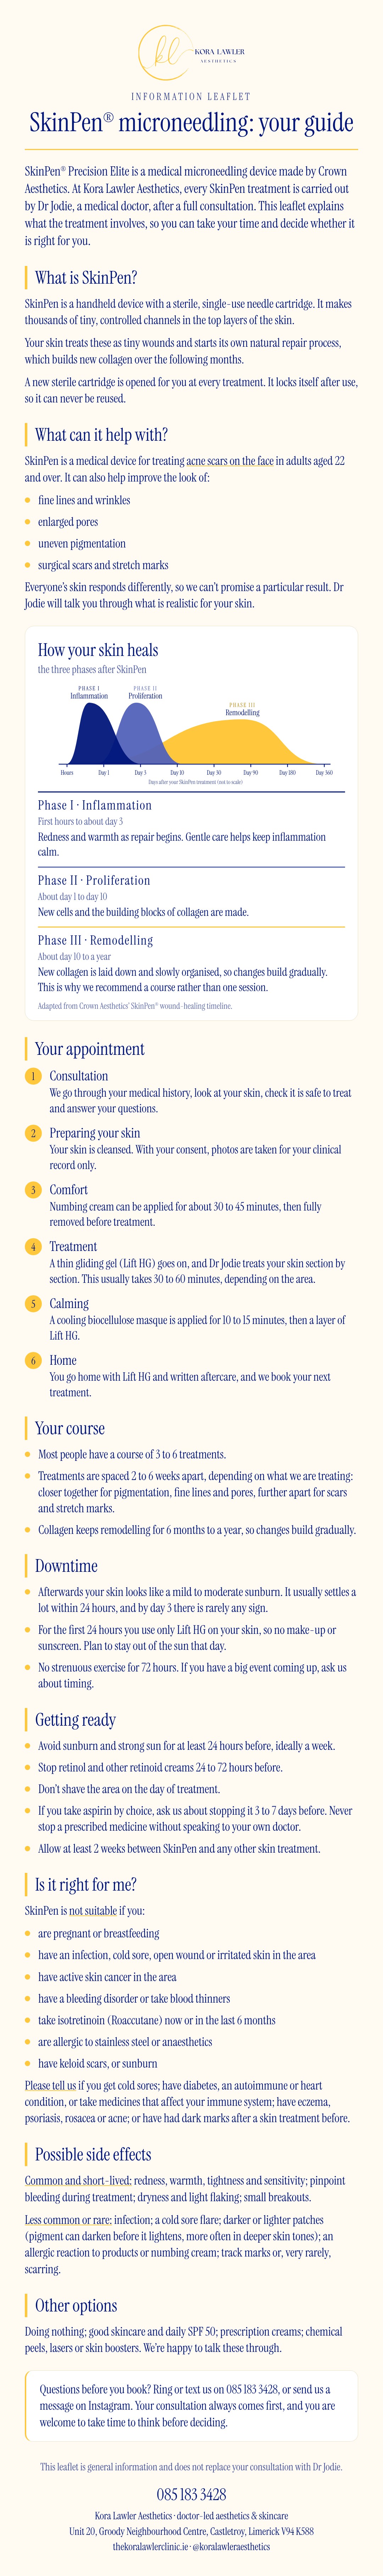 kl
KORA LAWLER
AESTHETICS
INFORMATION LEAFLET
SkinPen® microneedling: your guide
SkinPen® Precision Elite is a medical microneedling device made by Crown
Aesthetics. At Kora Lawler Aesthetics, every SkinPen treatment is carried out
by Dr Jodie, a medical doctor, after a full consultation. This leaflet explains
what the treatment involves, so you can take your time and decide whether it
is right for you.
What is SkinPen?
SkinPen is a handheld device with a sterile, single-use needle cartridge. It makes
thousands of tiny, controlled channels in the top layers of the skin.
Your skin treats these as tiny wounds and starts its own natural repair process,
which builds new collagen over the following months.
A new sterile cartridge is opened for you at every treatment. It locks itself after use,
so it can never be reused.
What can it help with?
SkinPen is a medical device for treating acne scars on the face in adults aged 22
and over. It can also help improve the look of:
fine lines and wrinkles
enlarged pores
uneven pigmentation
surgical scars and stretch marks
Everyone's skin responds differently, so we can't promise a particular result. Dr
Jodie will talk you through what is realistic for your skin.
How your skin heals
the three phases after SkinPen
PHASE I
Inflammation
PHASE II
Proliferation
PHASE III
Remodelling
Hours Day 1 Day 3 Day 10 Day 30 Day 90 Day 180 Day 360
Days after your SkinPen treatment (not to scale)
Phase I · Inflammation
First hours to about day 3
Redness and warmth as repair begins. Gentle care helps keep inflammation
calm.
Phase II · Proliferation
About day 1 to day 10
New cells and the building blocks of collagen are made.
Phase III · Remodelling
About day 10 to a year
New collagen is laid down and slowly organised, so changes build gradually.
This is why we recommend a course rather than one session.
Adapted from Crown Aesthetics' SkinPen® wound-healing timeline.
Your appointment
1 Consultation
We go through your medical history, look at your skin, check it is safe to treat
and answer your questions.
2 Preparing your skin
Your skin is cleansed. With your consent, photos are taken for your clinical
record only.
3 Comfort
Numbing cream can be applied for about 30 to 45 minutes, then fully
removed before treatment.
4 Treatment
A thin gliding gel (Lift HG) goes on, and Dr Jodie treats your skin section by
section. This usually takes 30 to 60 minutes, depending on the area.
5 Calming
A cooling biocellulose masque is applied for 10 to 15 minutes, then a layer of
Lift HG.
6 Home
You go home with Lift HG and written aftercare, and we book your next
treatment.
Your course
Most people have a course of 3 to 6 treatments.
Treatments are spaced 2 to 6 weeks apart, depending on what we are treating:
closer together for pigmentation, fine lines and pores, further apart for scars
and stretch marks.
Collagen keeps remodelling for 6 months to a year, so changes build gradually.
Downtime
Afterwards your skin looks like a mild to moderate sunburn. It usually settles a
lot within 24 hours, and by day 3 there is rarely any sign.
For the first 24 hours you use only Lift HG on your skin, so no make-up or
sunscreen. Plan to stay out of the sun that day.
No strenuous exercise for 72 hours. If you have a big event coming up, ask us
about timing.
Getting ready
Avoid sunburn and strong sun for at least 24 hours before, ideally a week.
Stop retinol and other retinoid creams 24 to 72 hours before.
Don't shave the area on the day of treatment.
If you take aspirin by choice, ask us about stopping it 3 to 7 days before. Never
stop a prescribed medicine without speaking to your own doctor.
Allow at least 2 weeks between SkinPen and any other skin treatment.
Is it right for me?
SkinPen is not suitable if you:
are pregnant or breastfeeding
have an infection, cold sore, open wound or irritated skin in the area
have active skin cancer in the area
have a bleeding disorder or take blood thinners
take isotretinoin (Roaccutane) now or in the last 6 months
are allergic to stainless steel or anaesthetics
have keloid scars, or sunburn
Please tell us if you get cold sores; have diabetes, an autoimmune or heart
condition, or take medicines that affect your immune system; have eczema,
psoriasis, rosacea or acne; or have had dark marks after a skin treatment before.
Possible side effects
Common and short-lived: redness, warmth, tightness and sensitivity; pinpoint
bleeding during treatment; dryness and light flaking; small breakouts.
Less common or rare: infection; a cold sore flare; darker or lighter patches
(pigment can darken before it lightens, more often in deeper skin tones); an
allergic reaction to products or numbing cream; track marks or, very rarely,
scarring.
Other options
Doing nothing; good skincare and daily SPF 50; prescription creams; chemical
peels, lasers or skin boosters. We're happy to talk these through.
Questions before you book? Ring or text us on 085 183 3428, or send us a
message on Instagram. Your consultation always comes first, and you are
welcome to take time to think before deciding.
This leaflet is general information and does not replace your consultation with Dr Jodie.
085 183 3428
Kora Lawler Aesthetics · doctor-led aesthetics & skincare
Unit 20, Groody Neighbourhood Centre, Castletroy, Limerick V94 K588
thekoralawlerclinic.ie · @koralawleraesthetics